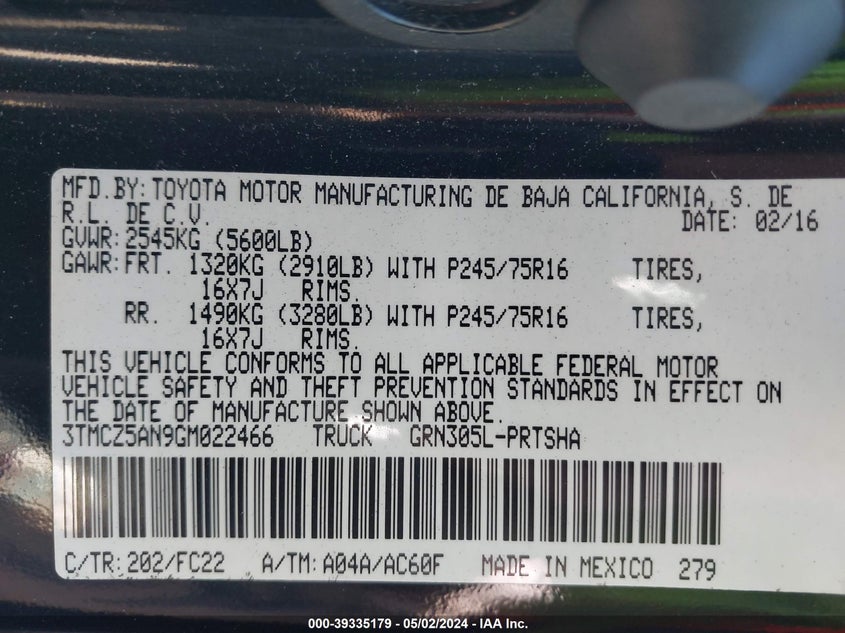 MFD.BY: TOYOTA MOTOR MANUFACTURING DE BAJA CALIFORNIA, S. DE
R.L. DE C.V. DATE: 02/16
GVWR: 2545KG (5600LB)
GAWR: FRT. 1320KG (2910LB) WITH P245/75R16 TIRES,
16X7J RIMS.
RR. 1490KG (3280LB) WITH P245/75R16 TIRES,
16X7J RIMS.
THIS VEHICLE CONFORMS TO ALL APPLICABLE FEDERAL MOTOR
VEHICLE SAFETY AND THEFT PREVENTION STANDARDS IN EFFECT ON
THE DATE OF MANUFACTURE SHOWN ABOVE.
3TMCZ5AN9GM022466 TRUCK GRN305L-PRTSHA
C/TR: 202/FC22 A/TM: A04A/AC60F MADE IN MEXICO 279
000-39335179 - 05/02/2024 - IAA Inc.